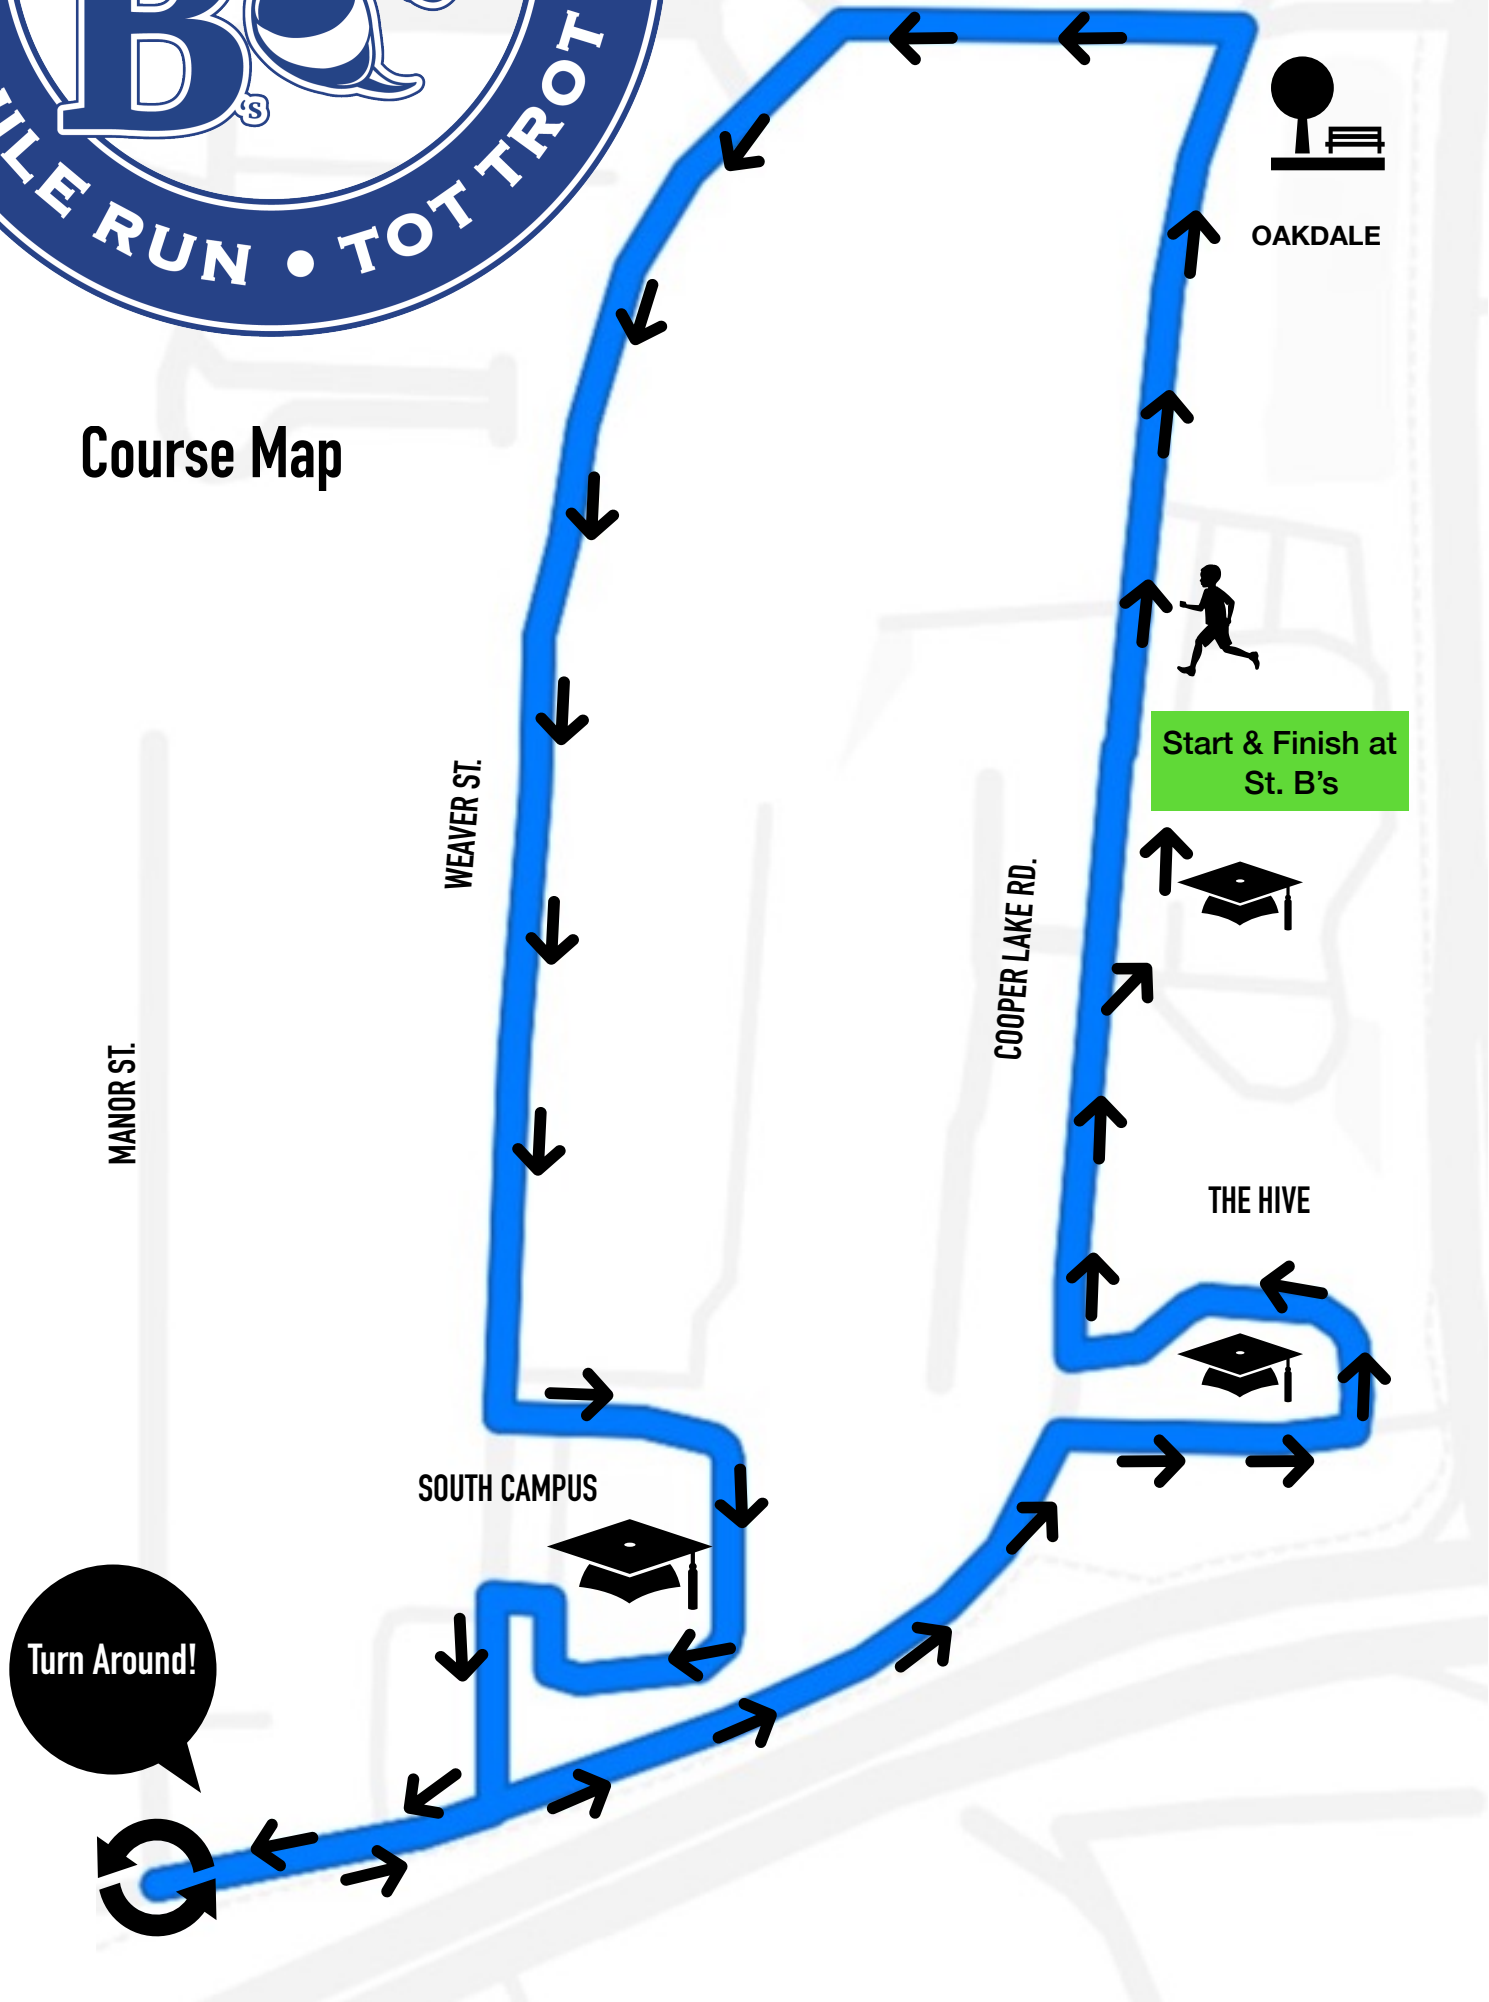 B's
RUN • TOT TROT
OAKDALE
Course Map
Start & Finish at
St. B’s
WEAVER ST.
COOPER LAKE RD.
MANOR ST.
THE HIVE
SOUTH CAMPUS
Turn Around!